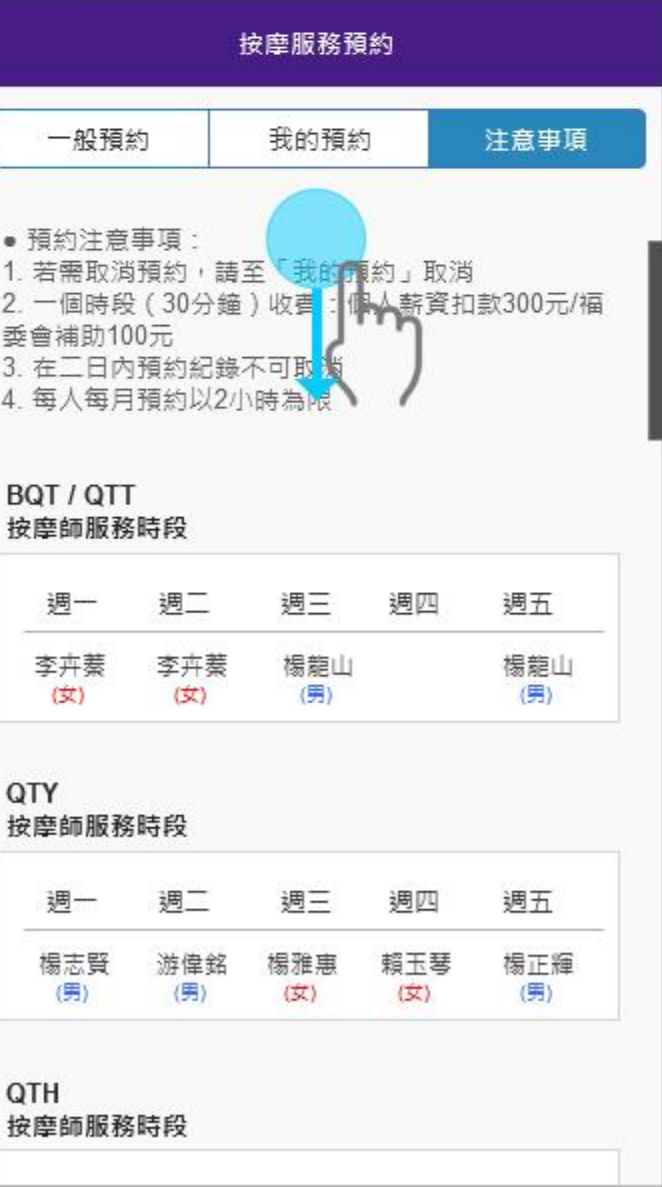 按摩服務預約
一般預約 我的預約 注意事項
● 預約注意事項：
1. 若需取消預約，請至「我的預約」取消
2. 一個時段（30分鐘）收費：個人薪資扣款300元/福
委會補助100元
3. 在二日內預約紀錄不可取消
4. 每人每月預約以2小時為限
BQT / QTT
按摩師服務時段
週一 週二 週三 週四 週五
李卉蓁 李卉蓁 楊龍山 楊龍山
(女) (女) (男) (男)
QTY
按摩師服務時段
週一 週二 週三 週四 週五
楊志賢 游偉銘 楊雅惠 賴玉琴 楊正輝
(男) (男) (女) (女) (男)
QTH
按摩師服務時段